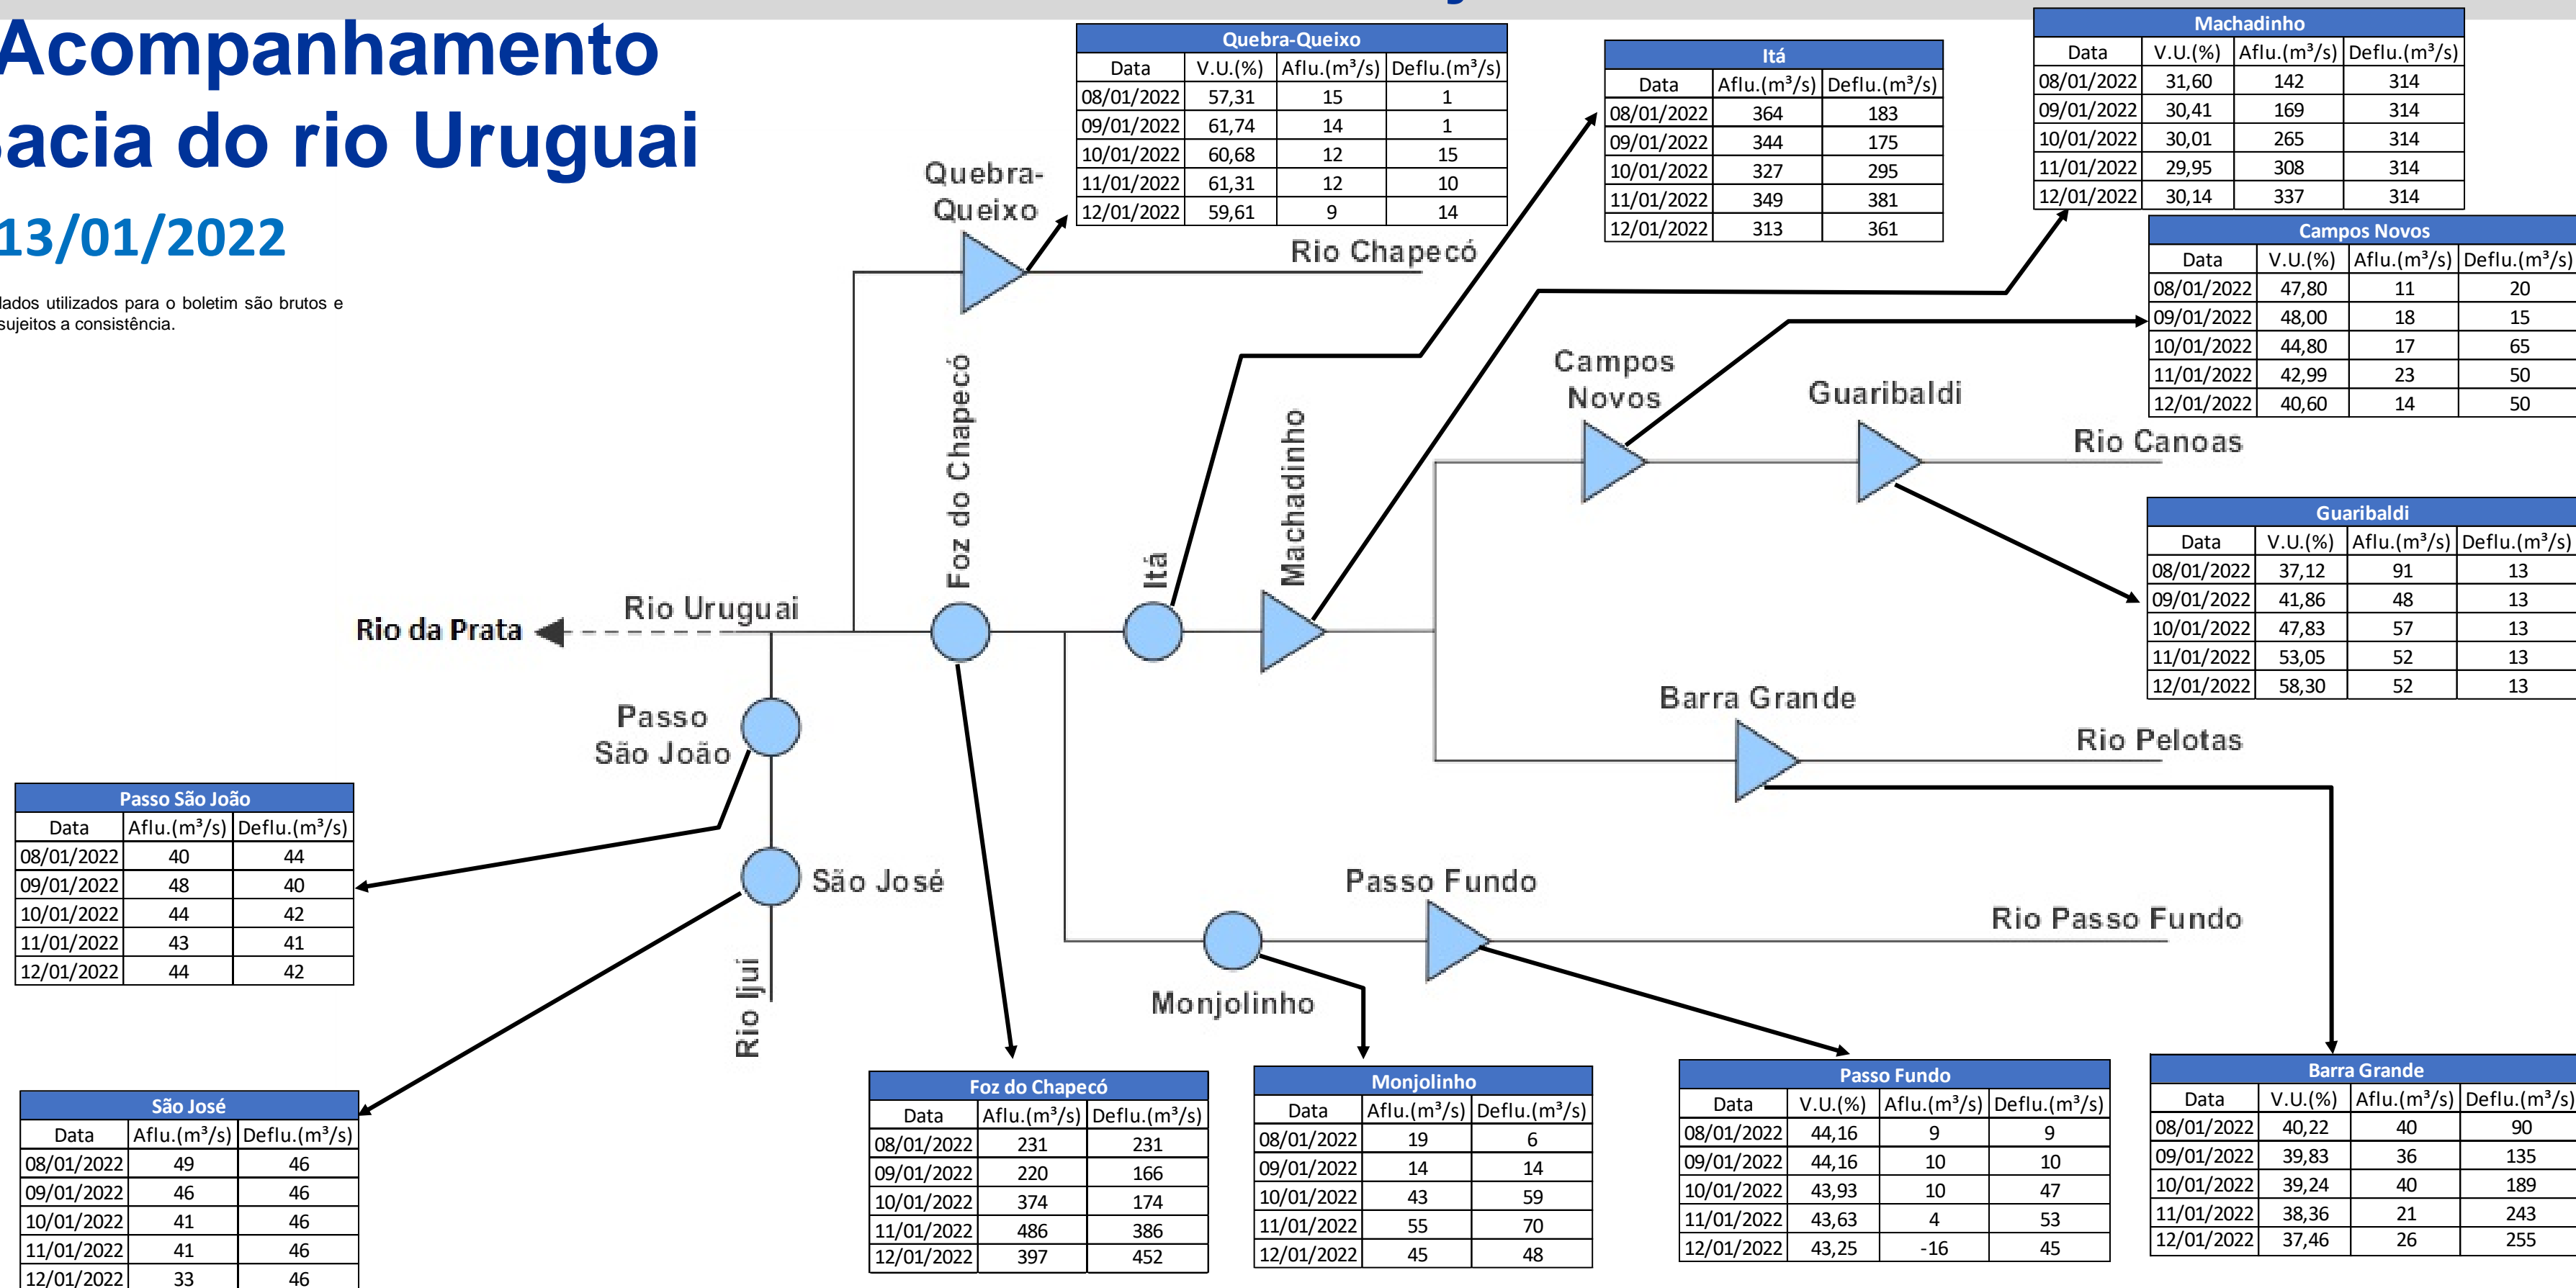 Acompanhamento
acia do rio Uruguai
13/01/2022
dados utilizados para o boletim são brutos e
sujeitos a consistência.
Quebra-Queixo
Data V.U.(%) Aflu.(m³/s) Deflu.(m³/s)
08/01/2022 57,31 15 1
09/01/2022 61,74 14 1
10/01/2022 60,68 12 15
11/01/2022 61,31 12 10
12/01/2022 59,61 9 14
Itá
Data Aflu.(m³/s) Deflu.(m³/s)
08/01/2022 364 183
09/01/2022 344 175
10/01/2022 327 295
11/01/2022 349 381
12/01/2022 313 361
Machadinho
Data V.U.(%) Aflu.(m³/s) Deflu.(m³/s)
08/01/2022 31,60 142 314
09/01/2022 30,41 169 314
10/01/2022 30,01 265 314
11/01/2022 29,95 308 314
12/01/2022 30,14 337 314
Campos Novos
Data V.U.(%) Aflu.(m³/s) Deflu.(m³/s)
08/01/2022 47,80 11 20
09/01/2022 48,00 18 15
10/01/2022 44,80 17 65
11/01/2022 42,99 23 50
12/01/2022 40,60 14 50
Quebra-
Queixo
Rio Chapecó
Foz do Chapecó
Itá
Machadinho
Campos
Novos
Guaribaldi
Rio Canoas
Guaribaldi
Data V.U.(%) Aflu.(m³/s) Deflu.(m³/s)
08/01/2022 37,12 91 13
09/01/2022 41,86 48 13
10/01/2022 47,83 57 13
11/01/2022 53,05 52 13
12/01/2022 58,30 52 13
Rio da Prata
Rio Uruguai
Passo
São João
Barra Grande
Rio Pelotas
Passo São João
Data Aflu.(m³/s) Deflu.(m³/s)
08/01/2022 40 44
09/01/2022 48 40
10/01/2022 44 42
11/01/2022 43 41
12/01/2022 44 42
São José
Rio Ijuí
Passo Fundo
Rio Passo Fundo
Monjolinho
São José
Data Aflu.(m³/s) Deflu.(m³/s)
08/01/2022 49 46
09/01/2022 46 46
10/01/2022 41 46
11/01/2022 41 46
12/01/2022 33 46
Foz do Chapecó
Data Aflu.(m³/s) Deflu.(m³/s)
08/01/2022 231 231
09/01/2022 220 166
10/01/2022 374 174
11/01/2022 486 386
12/01/2022 397 452
Monjolinho
Data Aflu.(m³/s) Deflu.(m³/s)
08/01/2022 19 6
09/01/2022 14 14
10/01/2022 43 59
11/01/2022 55 70
12/01/2022 45 48
Passo Fundo
Data V.U.(%) Aflu.(m³/s) Deflu.(m³/s)
08/01/2022 44,16 9 9
09/01/2022 44,16 10 10
10/01/2022 43,93 10 47
11/01/2022 43,63 4 53
12/01/2022 43,25 -16 45
Barra Grande
Data V.U.(%) Aflu.(m³/s) Deflu.(m³/s)
08/01/2022 40,22 40 90
09/01/2022 39,83 36 135
10/01/2022 39,24 40 189
11/01/2022 38,36 21 243
12/01/2022 37,46 26 255